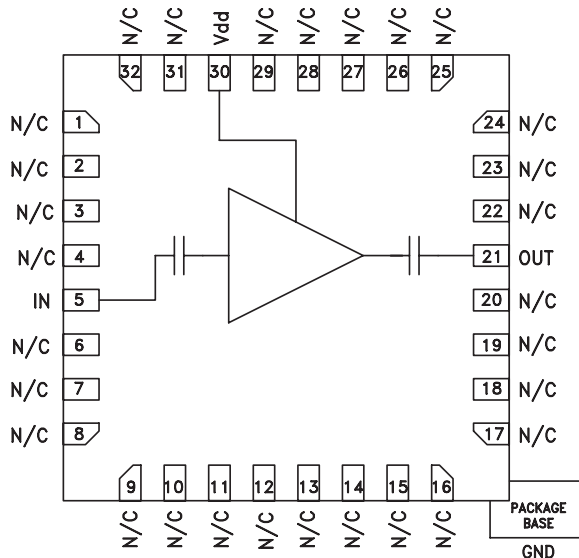 N/C N/C Vdd N/C N/C N/C N/C N/C
32 31 30 29 28 27 26 25
N/C 1 24 N/C
N/C 2 23 N/C
N/C 3 22 N/C
N/C 4 21 OUT
IN 5 20 N/C
N/C 6 19 N/C
N/C 7 18 N/C
N/C 8 17 N/C
9 10 11 12 13 14 15 16
N/C N/C N/C N/C N/C N/C N/C N/C
PACKAGE
BASE
GND